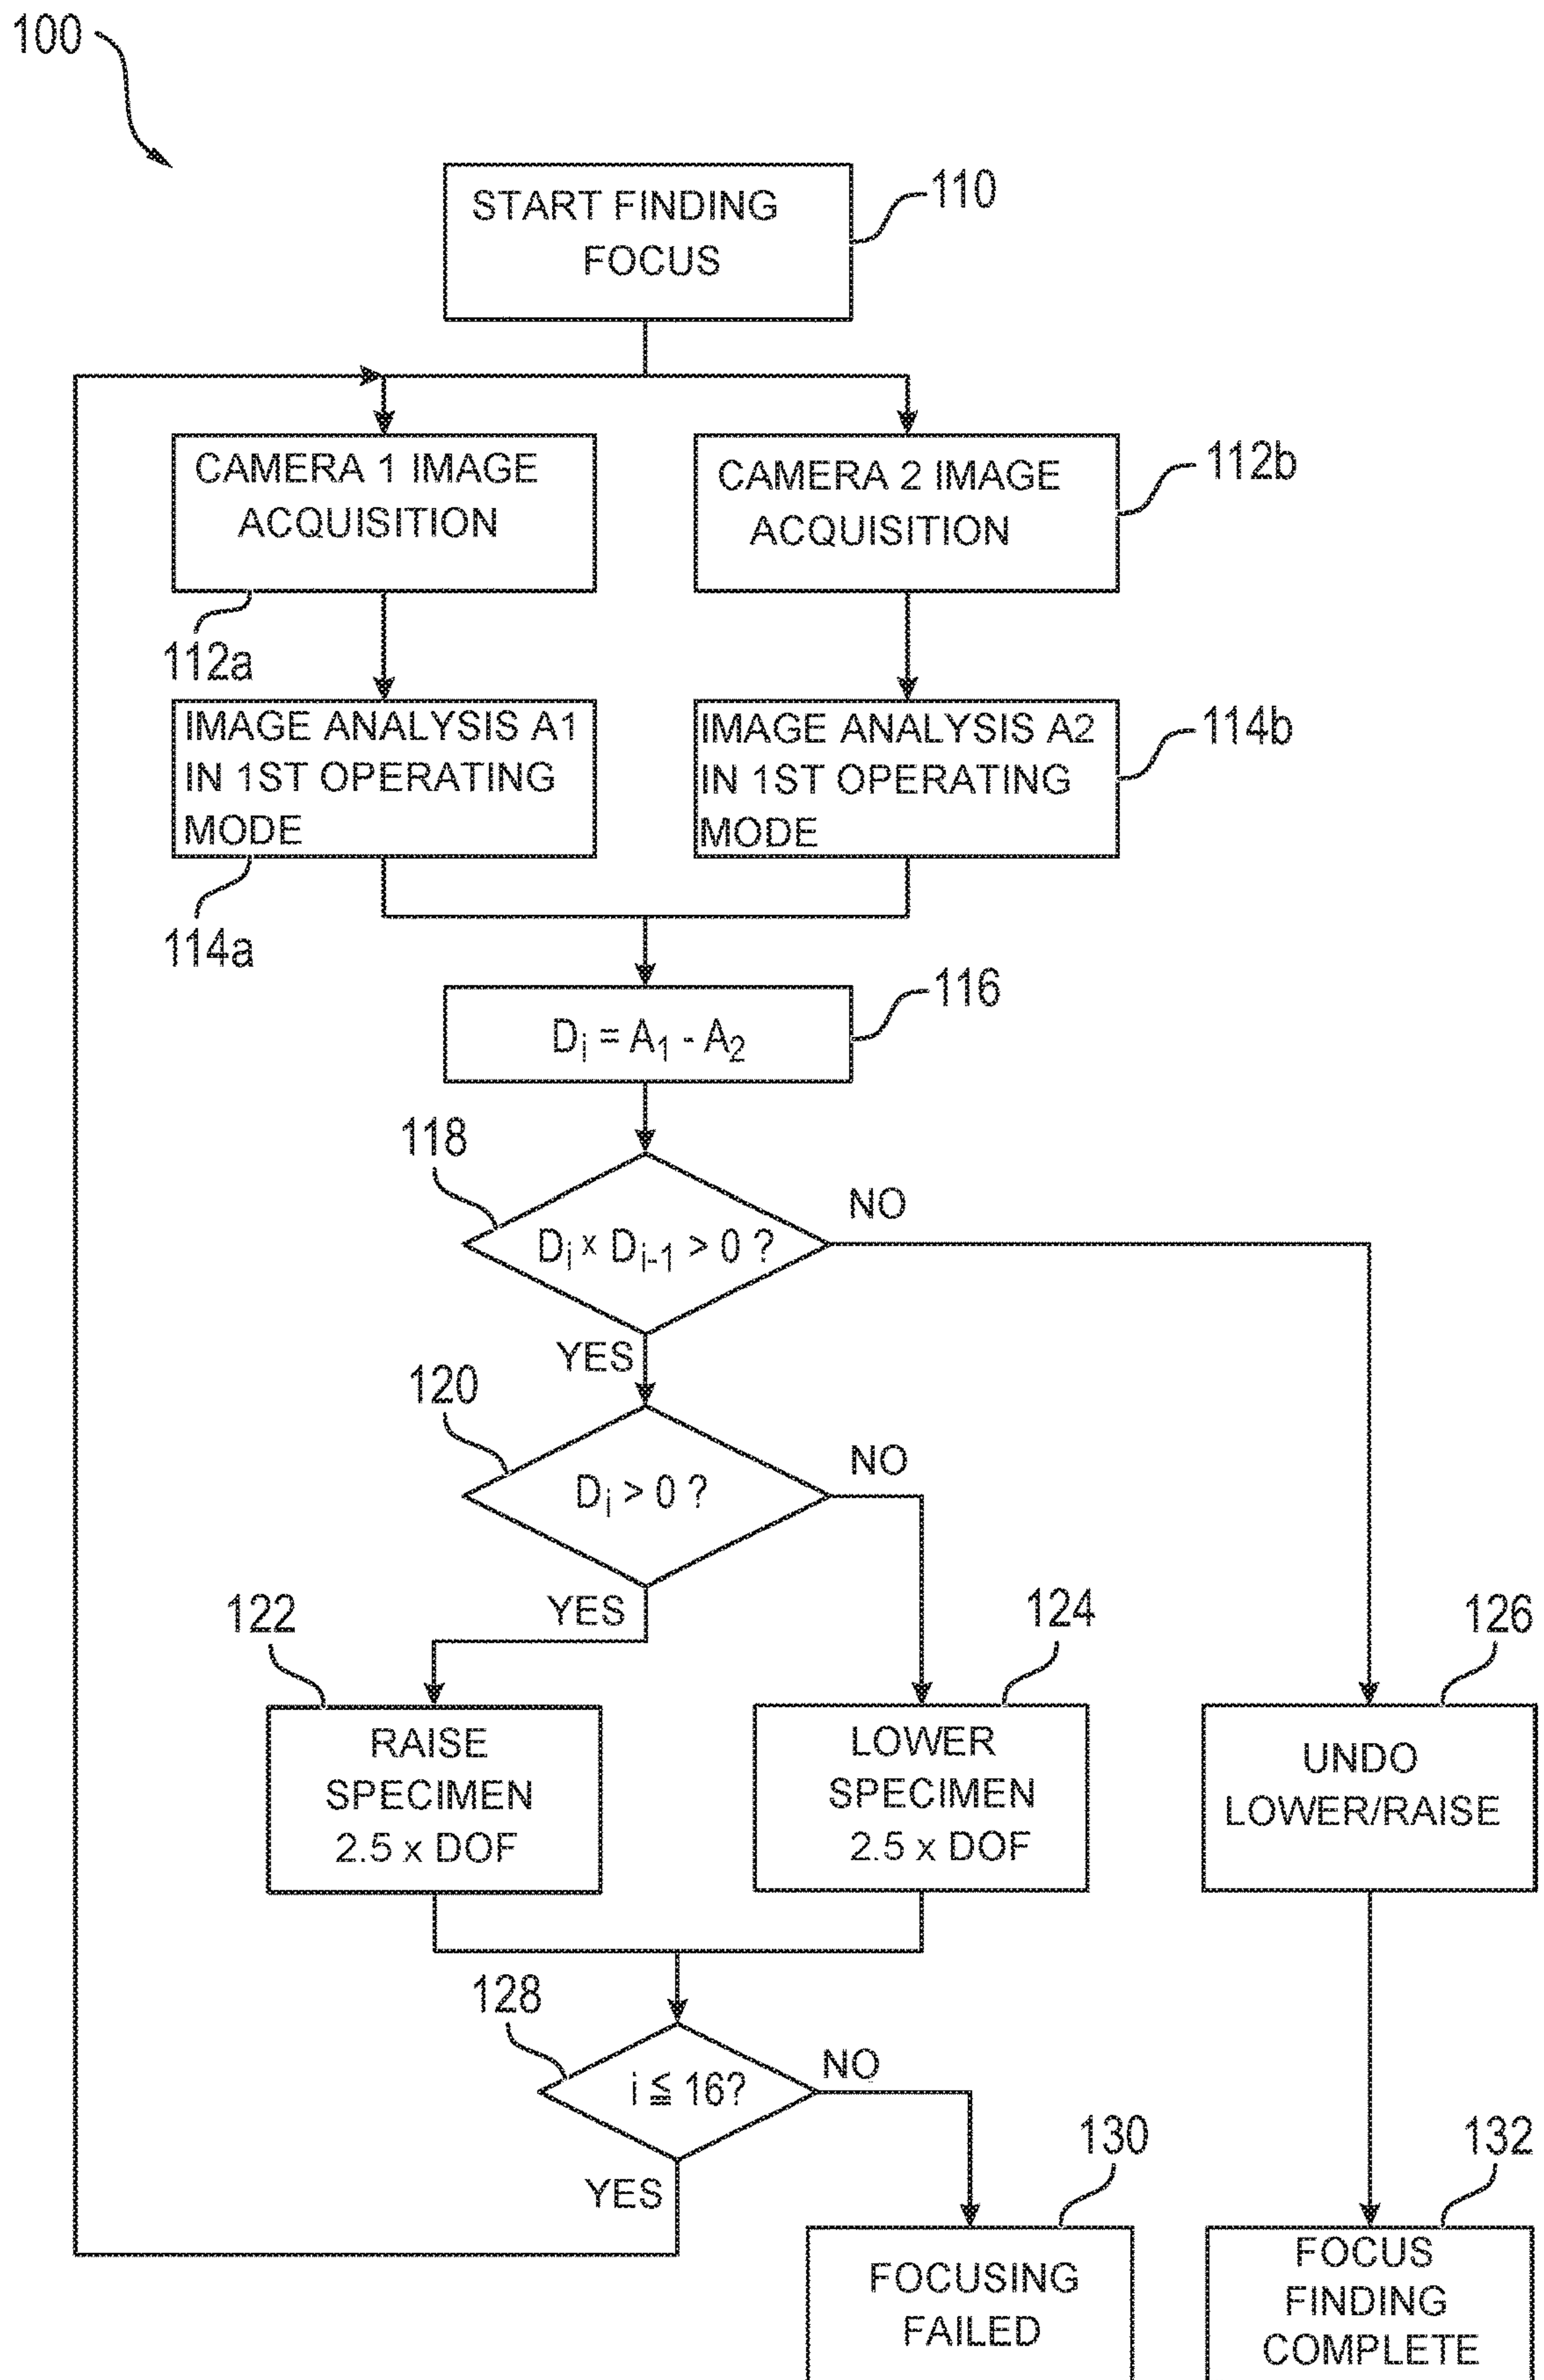 100
START FINDING
FOCUS
110
CAMERA 1 IMAGE
ACQUISITION
112a
CAMERA 2 IMAGE
ACQUISITION
112b
IMAGE ANALYSIS A1
IN 1ST OPERATING
MODE
114a
IMAGE ANALYSIS A2
IN 1ST OPERATING
MODE
114b
Di = A1 - A2
116
118
Di x Di-1 > 0 ?
NO
YES
120
Di > 0 ?
NO
YES
122
RAISE
SPECIMEN
2.5 x DOF
124
LOWER
SPECIMEN
2.5 x DOF
126
UNDO
LOWER/RAISE
128
i ≦ 16?
NO
YES
130
FOCUSING
FAILED
132
FOCUS
FINDING
COMPLETE